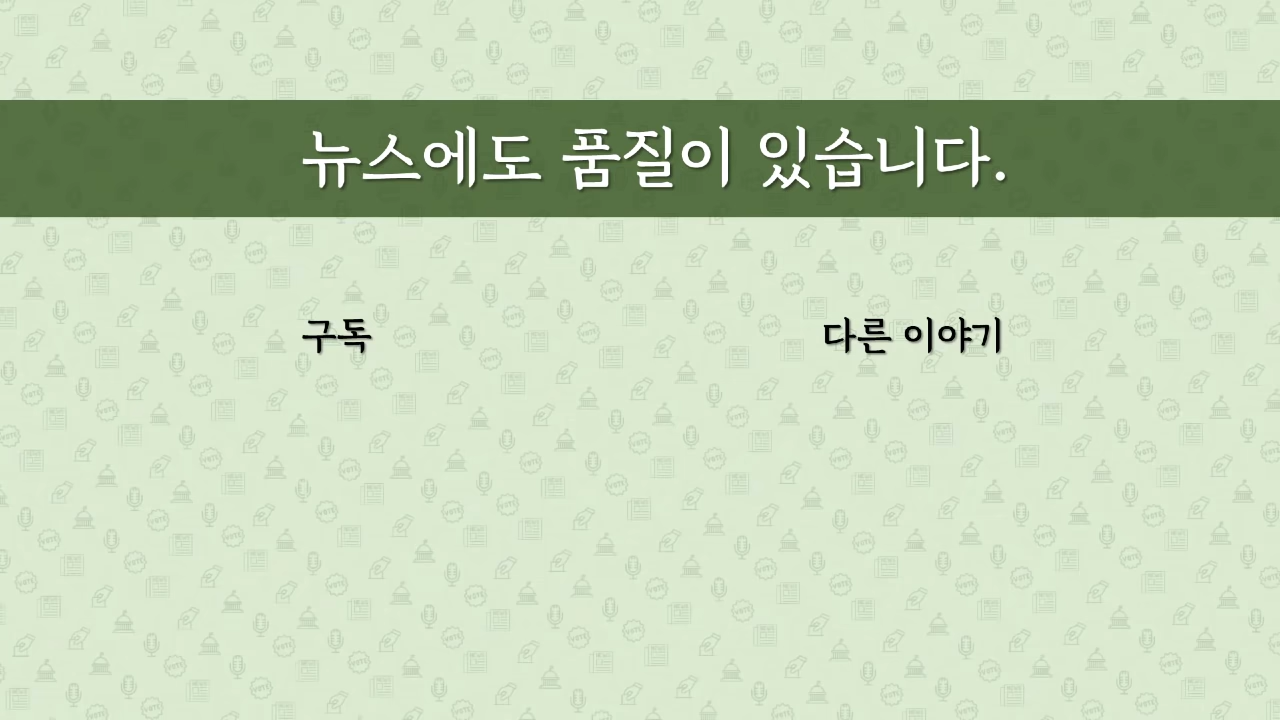 뉴스에도 품질이 있습니다.
구독
다른 이야기